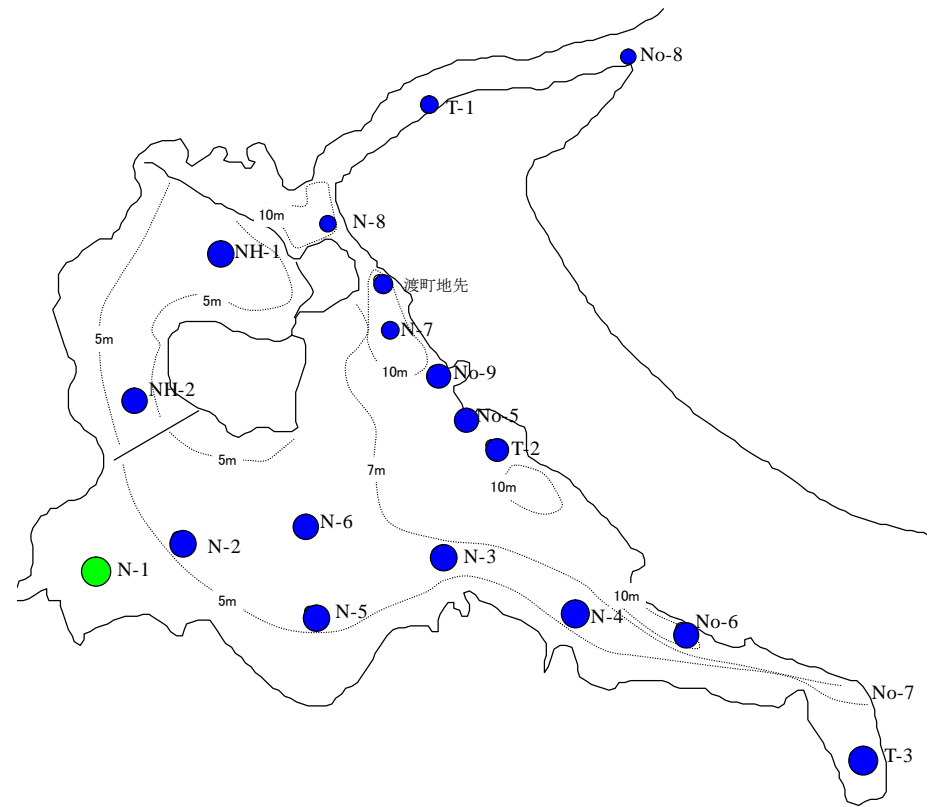 No-8
T-1
10m
N-8
NH-1
渡町地先
5m
N-7
5m
10m
No-9
NH-2
No-5
T-2
5m
7m
10m
N-6
N-2
N-3
N-1
10m
5m
N-5
N-4
No-6
No-7
T-3